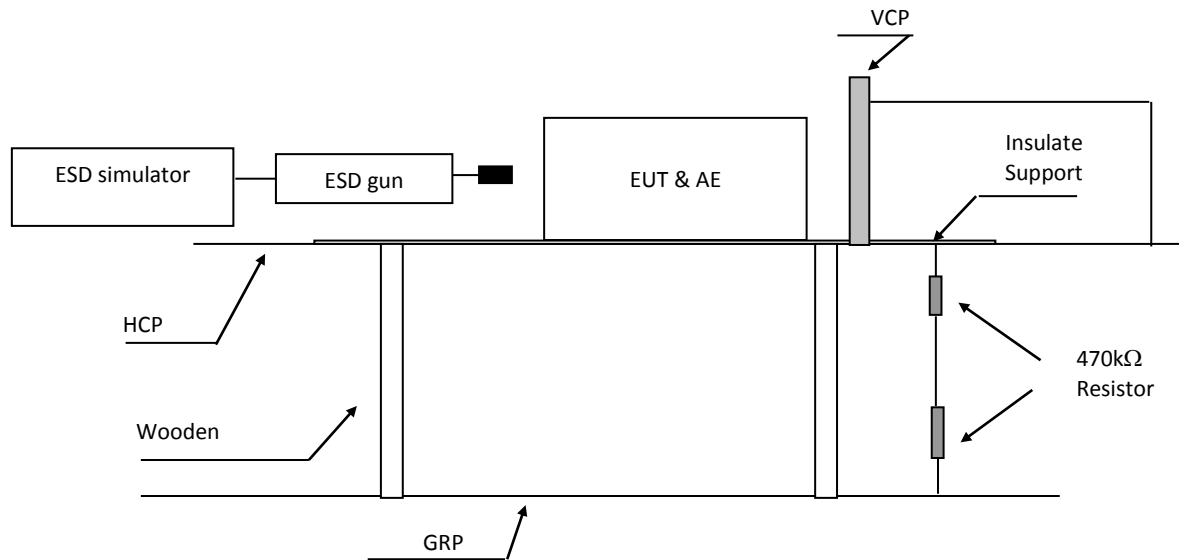 VCP
ESD simulator
ESD gun
EUT & AE
Insulate
Support
HCP
470kΩ
Resistor
Wooden
GRP